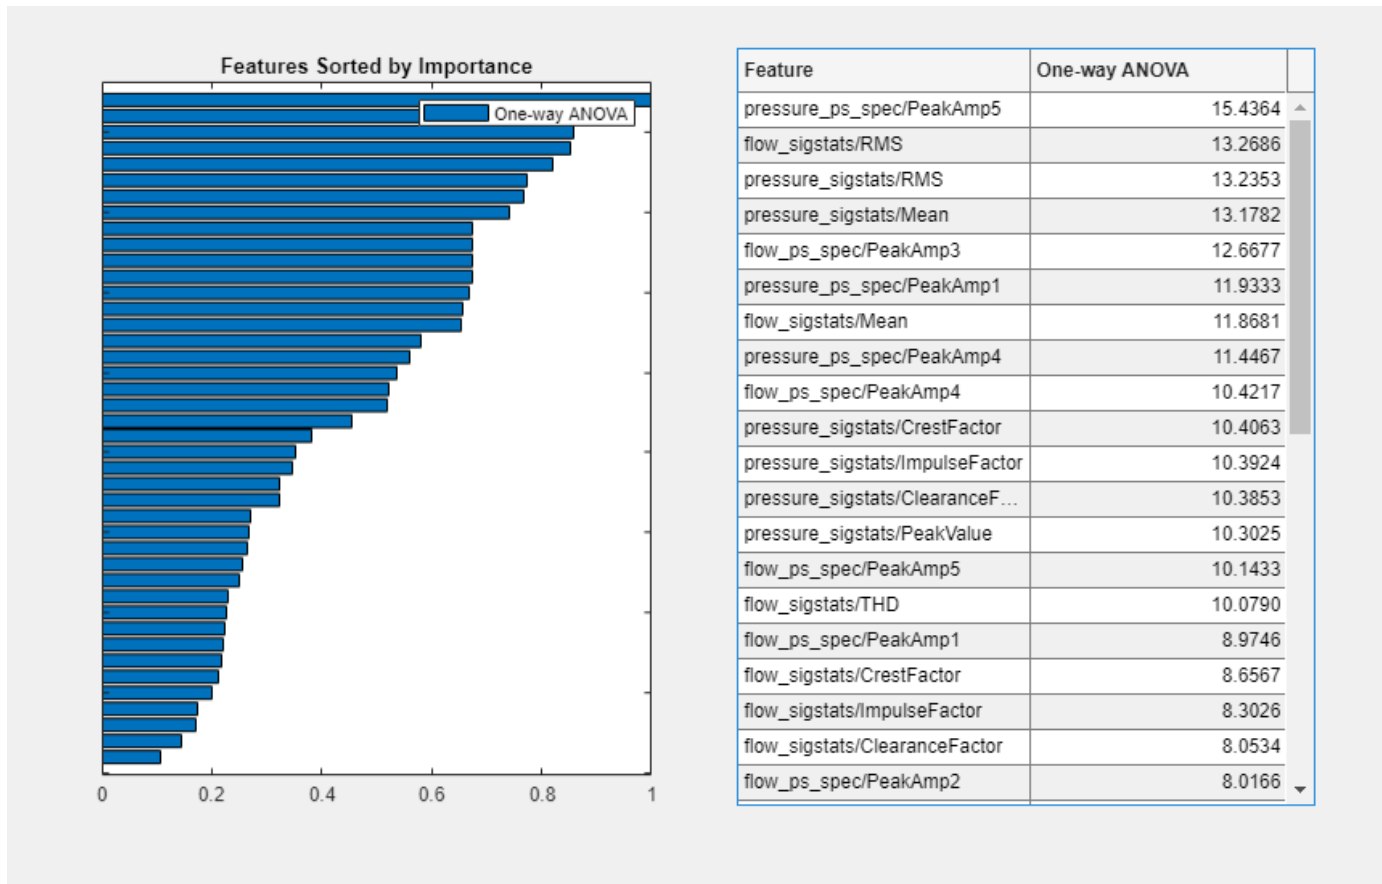 Features Sorted by Importance
One-way ANOVA
0 0.2 0.4 0.6 0.8 1
Feature One-way ANOVA
pressure_ps_spec/PeakAmp5 15.4364
flow_sigstats/RMS 13.2686
pressure_sigstats/RMS 13.2353
pressure_sigstats/Mean 13.1782
flow_ps_spec/PeakAmp3 12.6677
pressure_ps_spec/PeakAmp1 11.9333
flow_sigstats/Mean 11.8681
pressure_ps_spec/PeakAmp4 11.4467
flow_ps_spec/PeakAmp4 10.4217
pressure_sigstats/CrestFactor 10.4063
pressure_sigstats/ImpulseFactor 10.3924
pressure_sigstats/ClearanceF... 10.3853
pressure_sigstats/PeakValue 10.3025
flow_ps_spec/PeakAmp5 10.1433
flow_sigstats/THD 10.0790
flow_ps_spec/PeakAmp1 8.9746
flow_sigstats/CrestFactor 8.6567
flow_sigstats/ImpulseFactor 8.3026
flow_sigstats/ClearanceFactor 8.0534
flow_ps_spec/PeakAmp2 8.0166